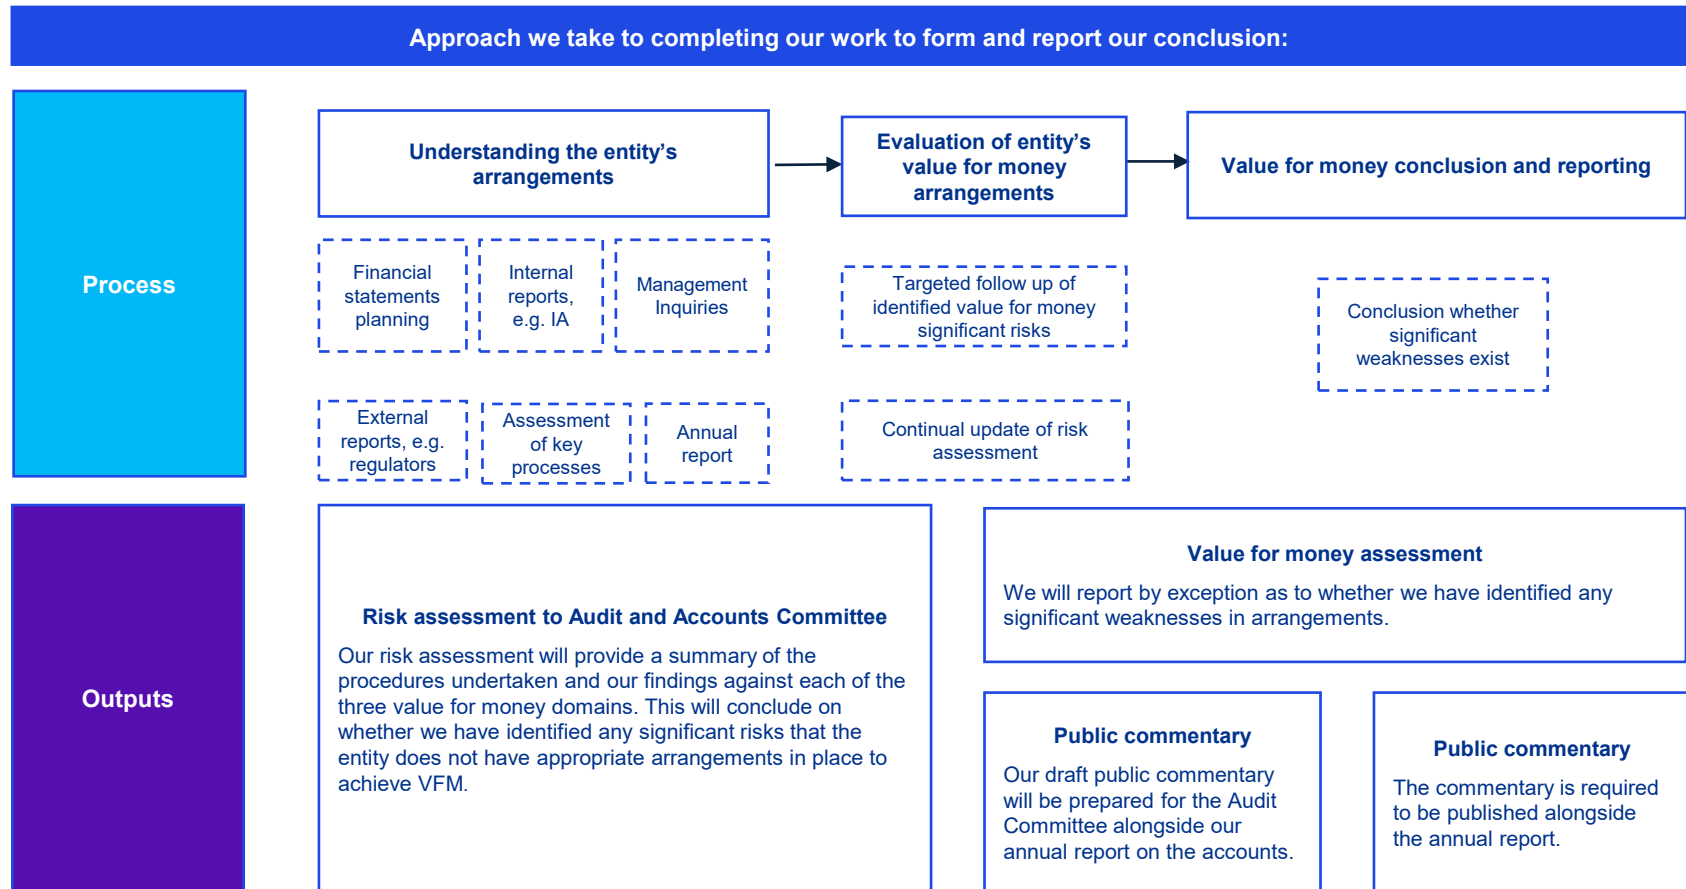 Approach we take to completing our work to form and report our conclusion:
Process
Understanding the entity’s
arrangements
Evaluation of entity’s
value for money
arrangements
Value for money conclusion and reporting
Financial
statements
planning
Internal
reports,
e.g. IA
Management
Inquiries
Targeted follow up of
identified value for money
significant risks
Conclusion whether
significant
weaknesses exist
External
reports, e.g.
regulators
Assessment
of key
processes
Annual
report
Continual update of risk
assessment
Outputs
Risk assessment to Audit and Accounts Committee
Our risk assessment will provide a summary of the
procedures undertaken and our findings against each of the
three value for money domains. This will conclude on
whether we have identified any significant risks that the
entity does not have appropriate arrangements in place to
achieve VFM.
Value for money assessment
We will report by exception as to whether we have identified any
significant weaknesses in arrangements.
Public commentary
Our draft public commentary
will be prepared for the Audit
Committee alongside our
annual report on the accounts.
Public commentary
The commentary is required
to be published alongside
the annual report.